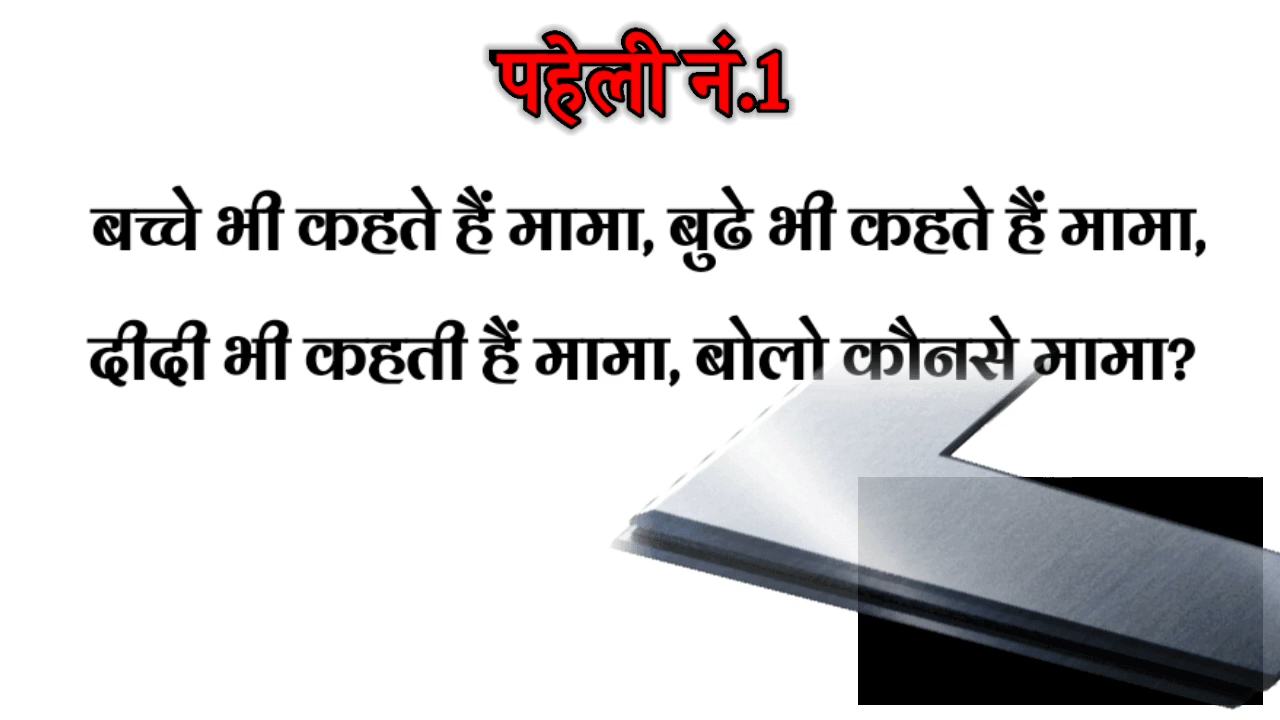 पहेली नं.1
बच्चे भी कहते हैं मामा, बुढे भी कहते हैं मामा,
दीदी भी कहती हैं मामा, बोलो कौनसे मामा?